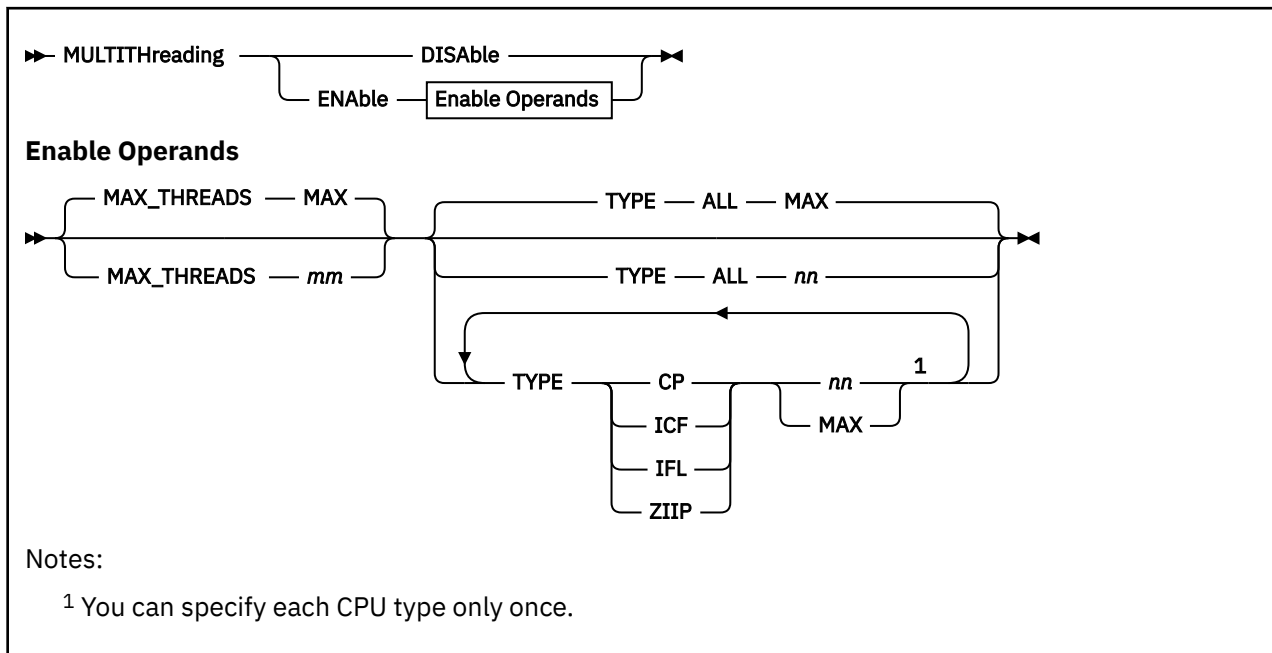 MULTITHreading DISAble
ENAble Enable Operands
Enable Operands
MAX_THREADS MAX TYPE ALL MAX
MAX_THREADS mm TYPE ALL nn
1
TYPE CP nn
ICF MAX
IFL
ZIIP
Notes:
1 You can specify each CPU type only once.